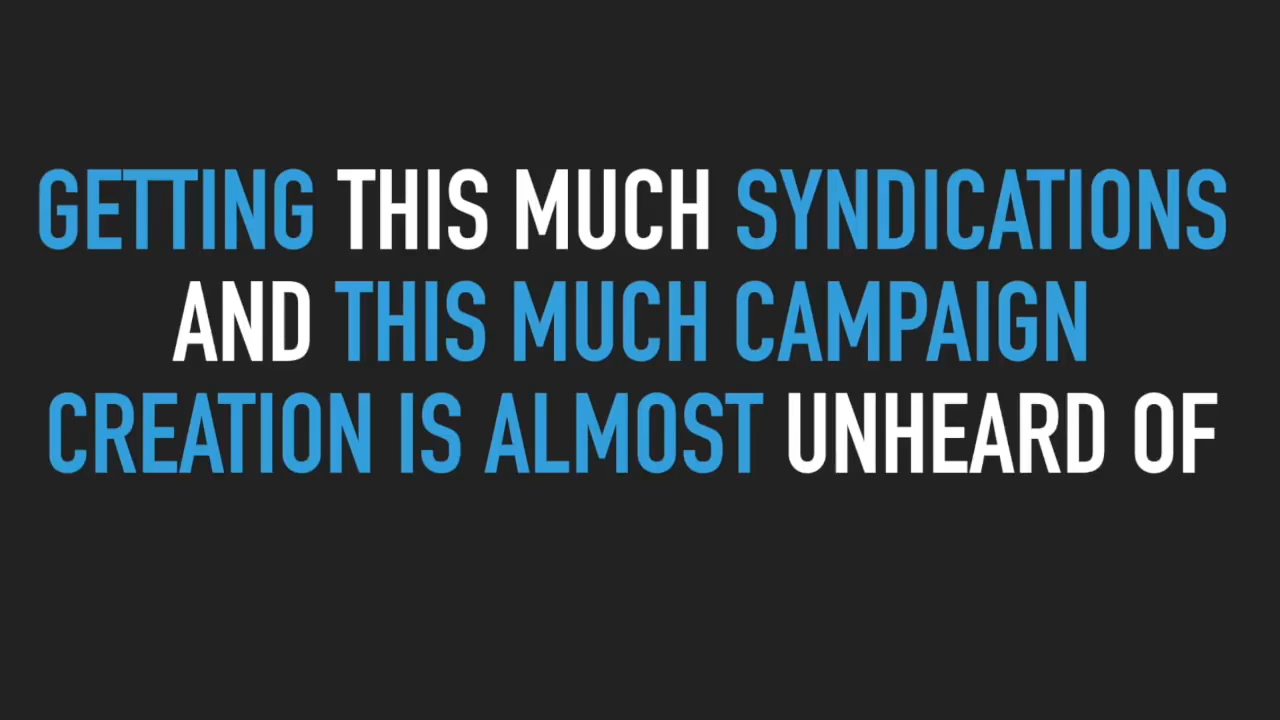 GETTING THIS MUCH SYNDICATIONS
AND THIS MUCH CAMPAIGN
CREATION IS ALMOST UNHEARD OF